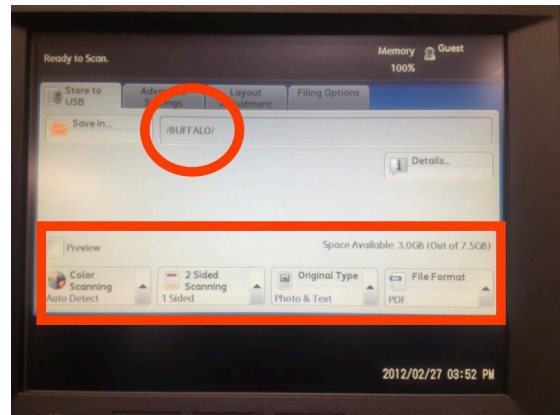 Ready to Scan.
Memory
100%
Guest
Store to
USB
Layout
Filing Options
Save in...
/BUFFALO/
Details...
Preview
Space Available: 3.0GB (Out of 7.5GB)
Color
Scanning
Auto Detect
2 Sided
Scanning
1 Sided
Original Type
Photo & Text
File Format
PDF
2012/02/27 03:52 PM